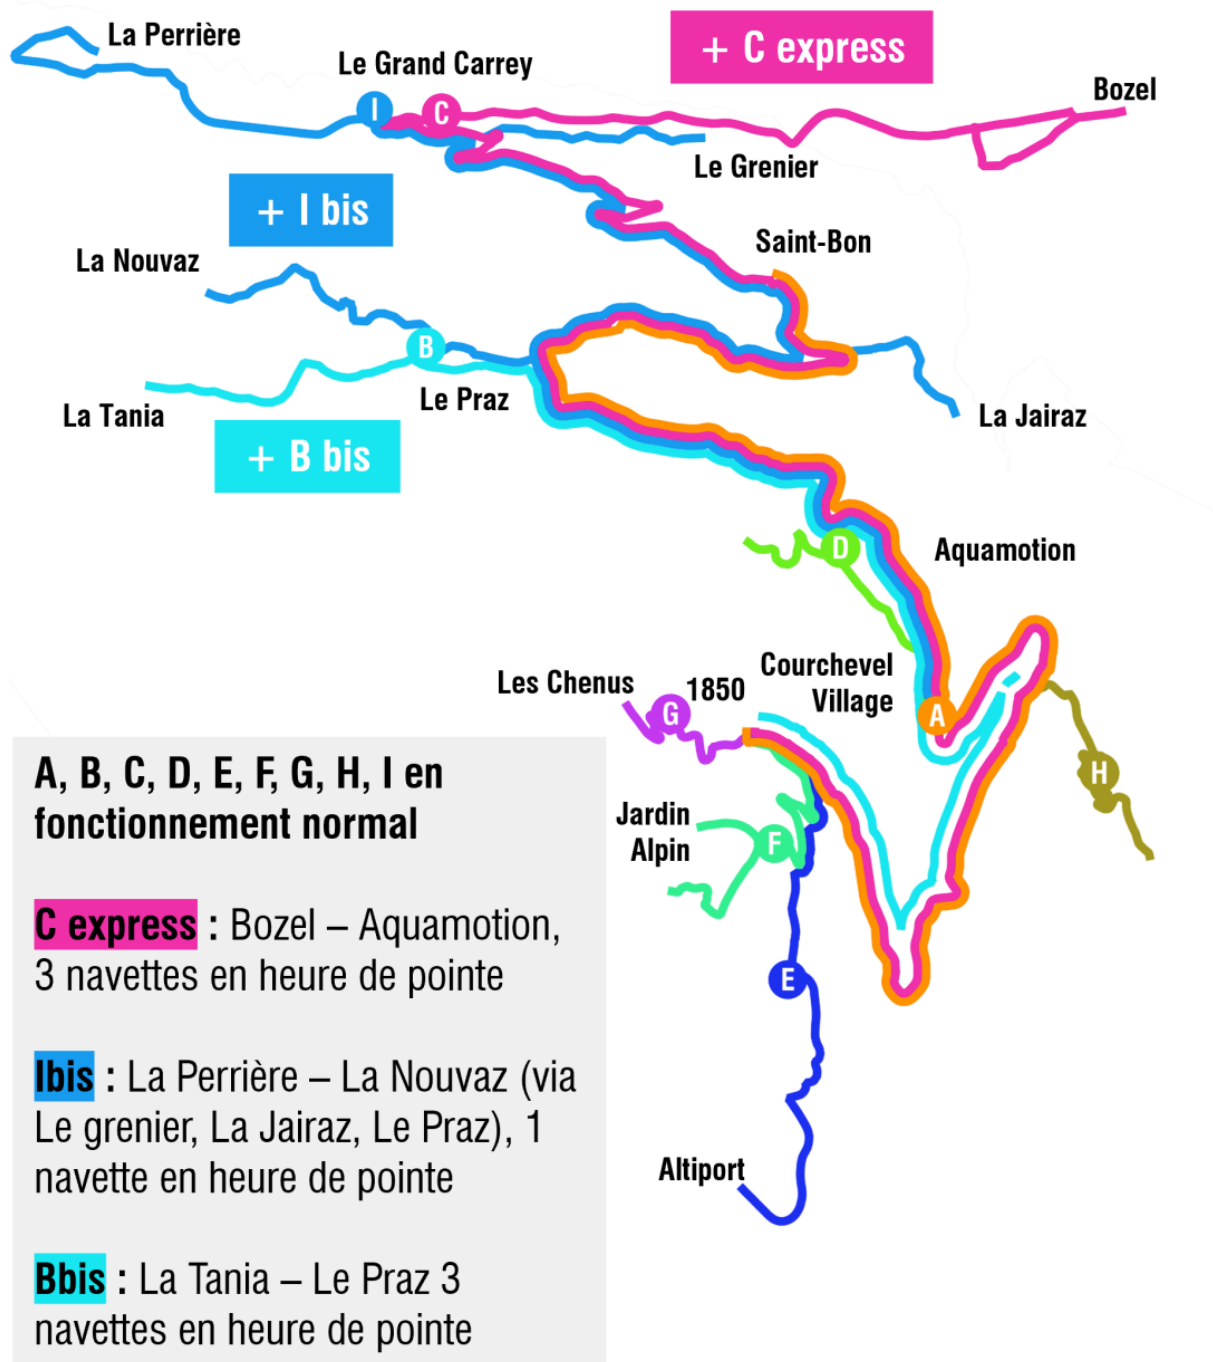 La Perrière
+ C express
Le Grand Carrey
Bozel
I
C
Le Grenier
+ I bis
Saint-Bon
La Nouvaz
B
La Tania
Le Praz
La Jairaz
+ B bis
D
Aquamotion
Les Chenus
1850
G
Courchevel
Village
A
H
Jardin
Alpin
F
E
Altiport
A, B, C, D, E, F, G, H, I en
fonctionnement normal
C express : Bozel – Aquamotion,
3 navettes en heure de pointe
Ibis : La Perrière – La Nouvaz (via
Le grenier, La Jairaz, Le Praz), 1
navette en heure de pointe
Bbis : La Tania – Le Praz 3
navettes en heure de pointe